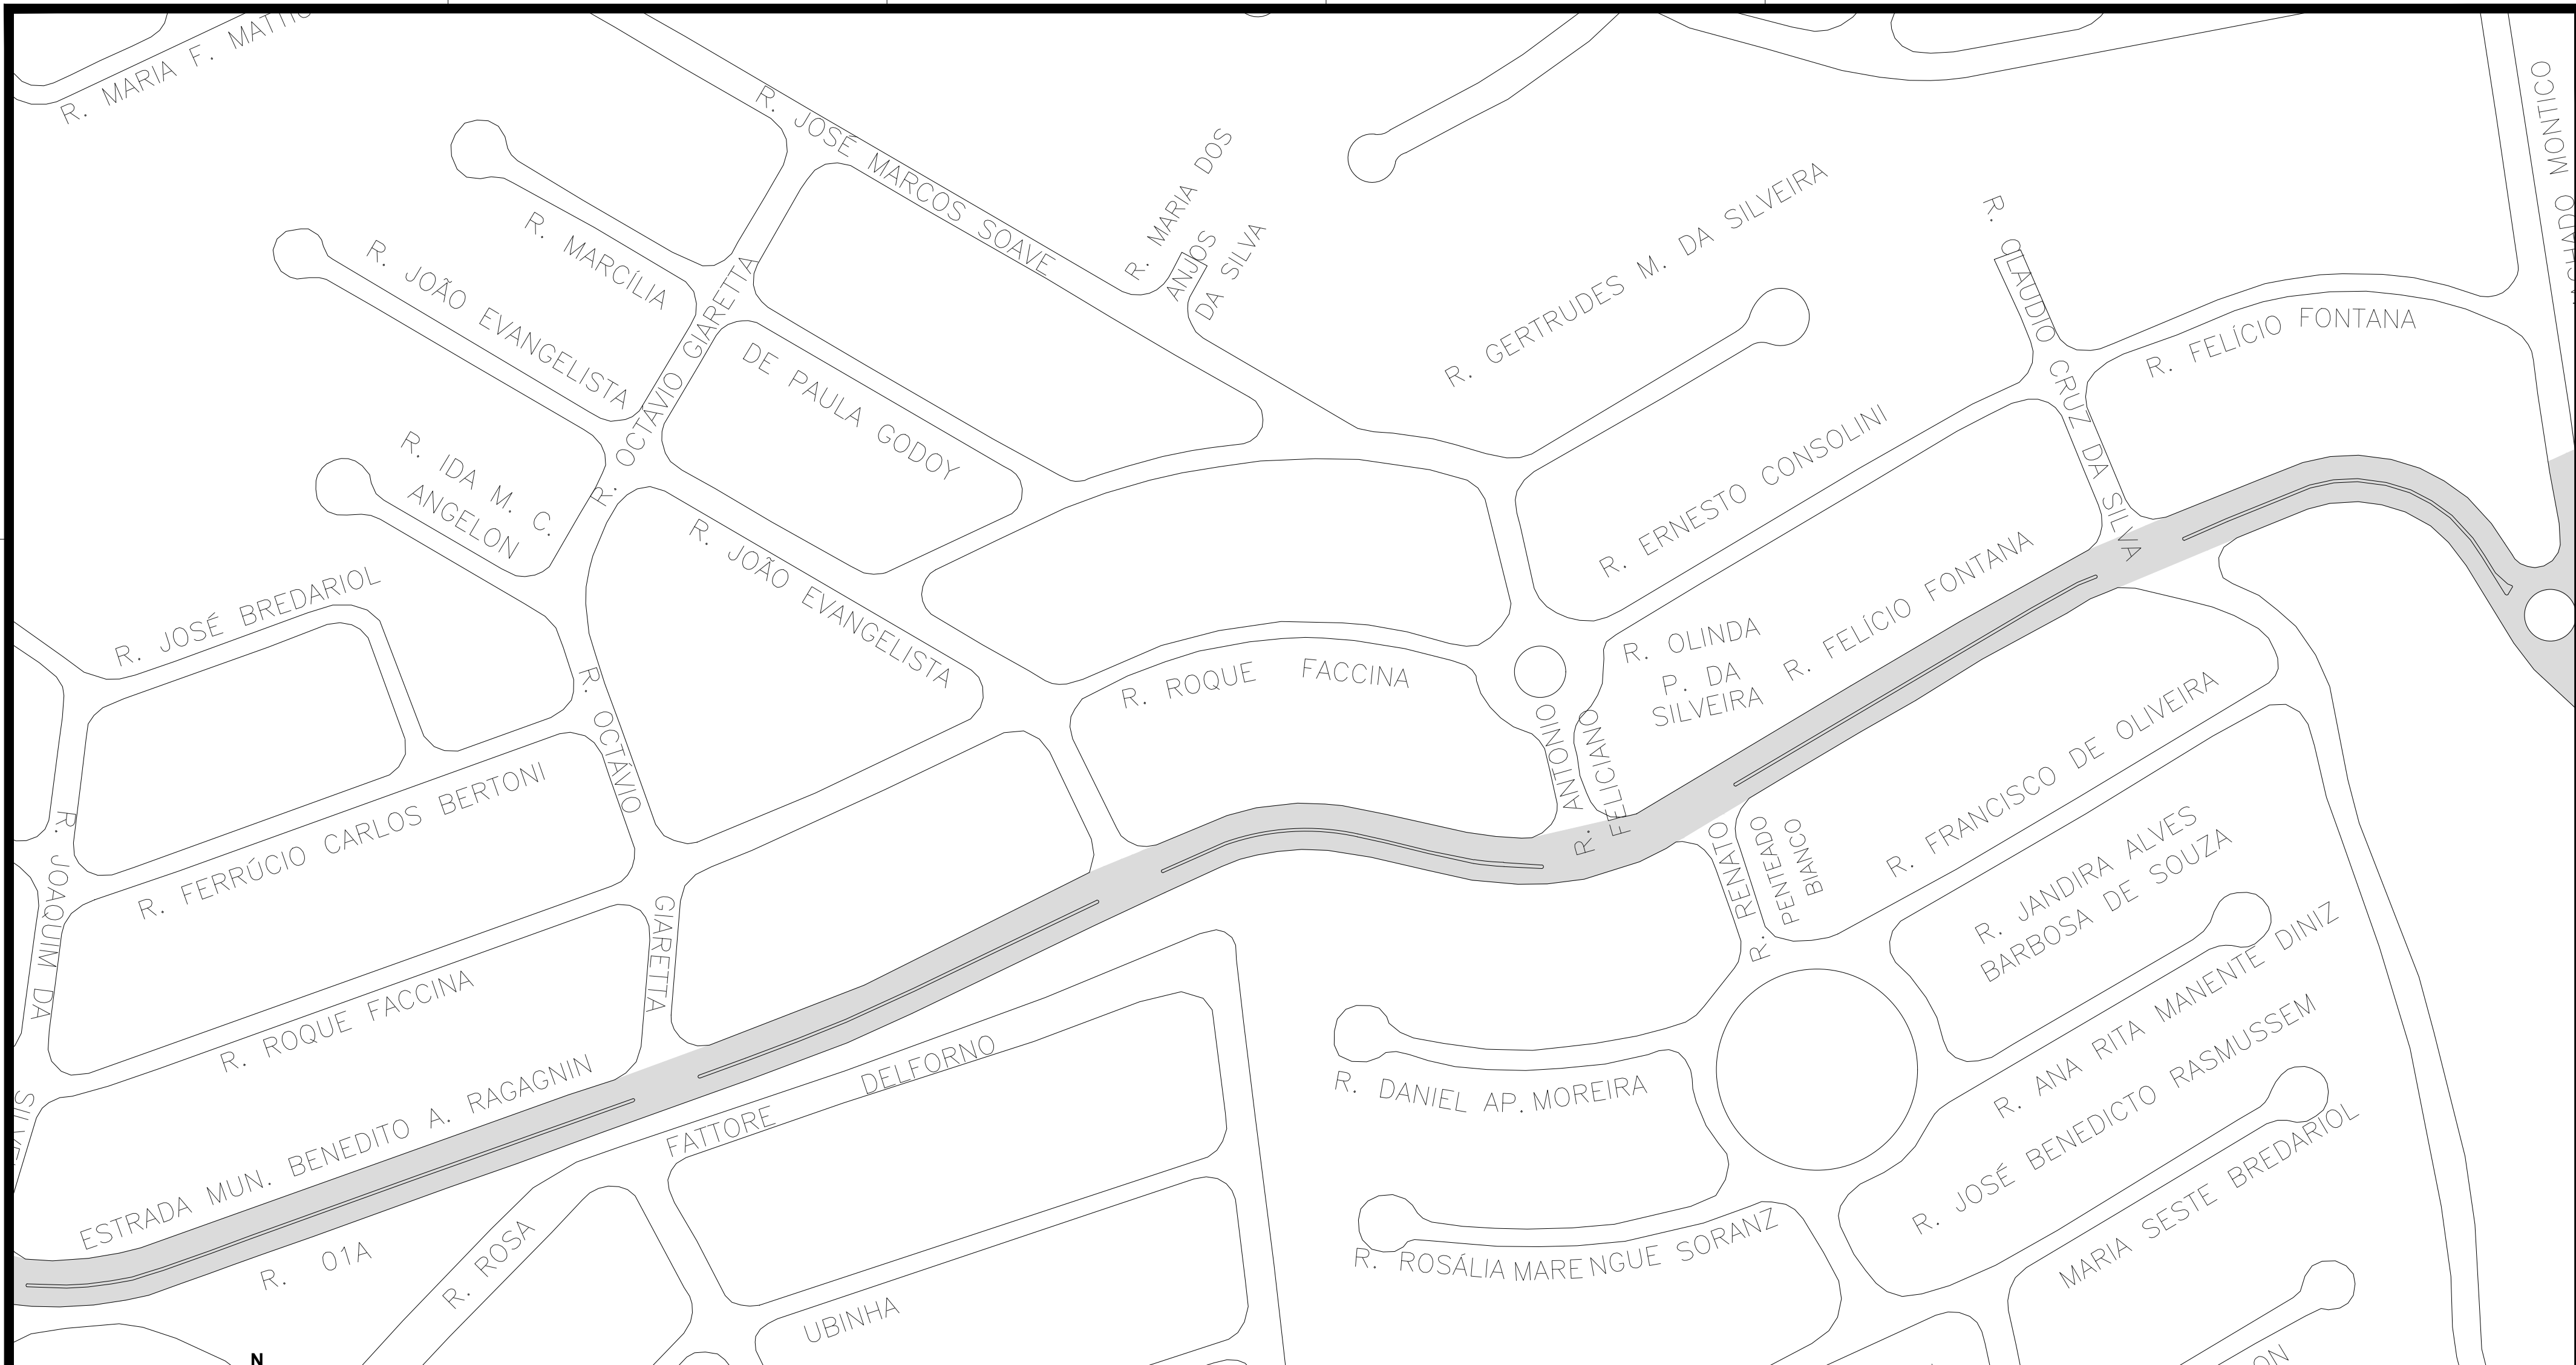 R. MARIA F.
R. JOSÉ MARCOS SOAVE
R. MARIA DOS
ANJOS
DA SILVA
R. GERTRUDES M. DA SILVEIRA
R. CLAUDIO CRUZ DA SILVA
MONTICO
R. MARCÍLIA
R. JOÃO EVANGELISTA
R. OCTAVIO GIARETTA
DE PAULA GODOY
R. FELÍCIO FONTANA
R. IDA M. C.
ANGELON
R. ERNESTO CONSOLINI
R. JOSÉ BREDARIOL
R. JOÃO EVANGELISTA
R. ROQUE FACCINA
R. OLINDA
P. DA
SILVEIRA
R. FELÍCIO FONTANA
R. OCTÁVIO
GIARETTA
R. ANTONIO
FELICIANO
R. FERRÚCIO CARLOS BERTONI
R. JOAQUIM DA
R. RENATO
PENTEADO
BIANCO
R. FRANCISCO DE OLIVEIRA
R. JANDIRA ALVES
BARBOSA DE SOUZA
R. ROQUE FACCINA
R. ANA RITA MANENTE DINIZ
R. DANIEL AP. MOREIRA
R. JOSÉ BENEDICTO RASMUSSEM
ESTRADA MUN. BENEDITO A. RAGAGNIN
R. ROSA
FATTORE
DELFORNO
MARIA SESTE BREDARIOL
R. ROSÁLIA MARENGUE SORANZ
R. 01A
UBINHA
N